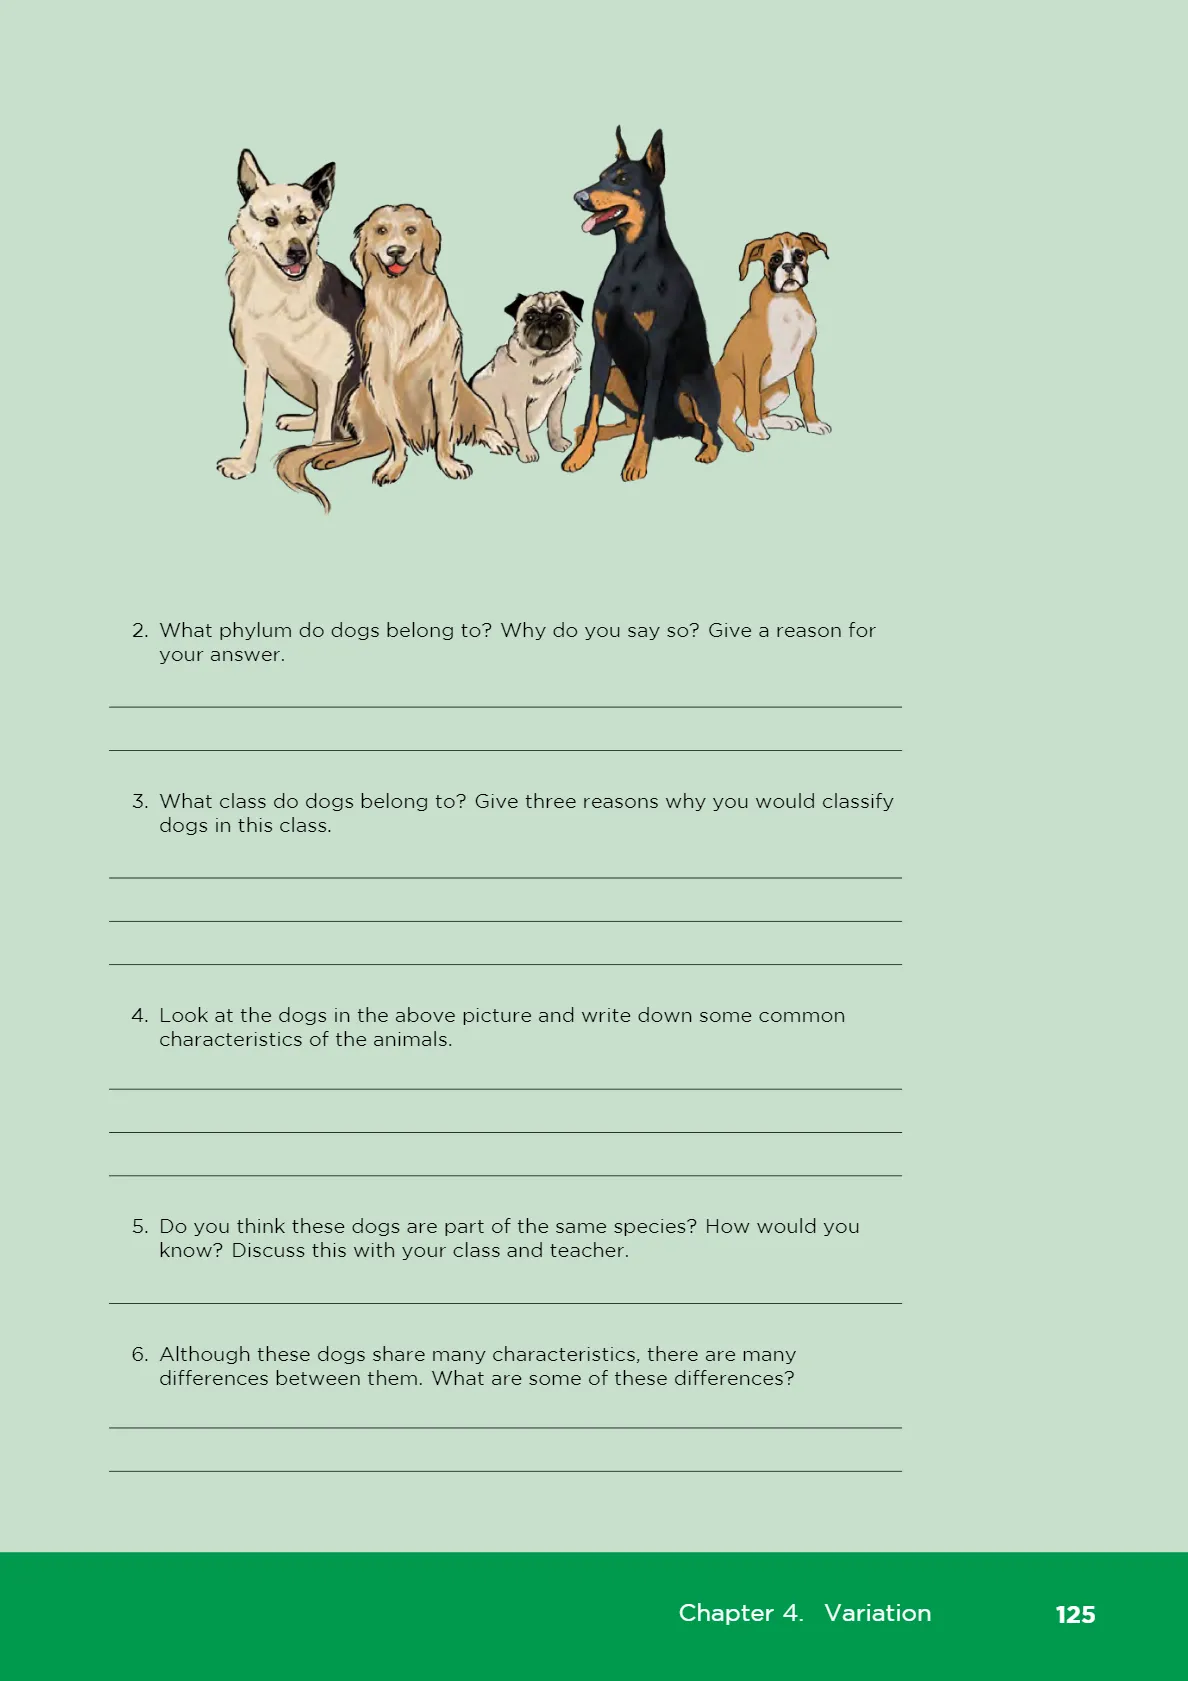 2. What phylum do dogs belong to? Why do you say so? Give a reason for
your answer.
3. What class do dogs belong to? Give three reasons why you would classify
dogs in this class.
4. Look at the dogs in the above picture and write down some common
characteristics of the animals.
5. Do you think these dogs are part of the same species? How would you
know? Discuss this with your class and teacher.
6. Although these dogs share many characteristics, there are many
differences between them. What are some of these differences?
Chapter 4. Variation 125